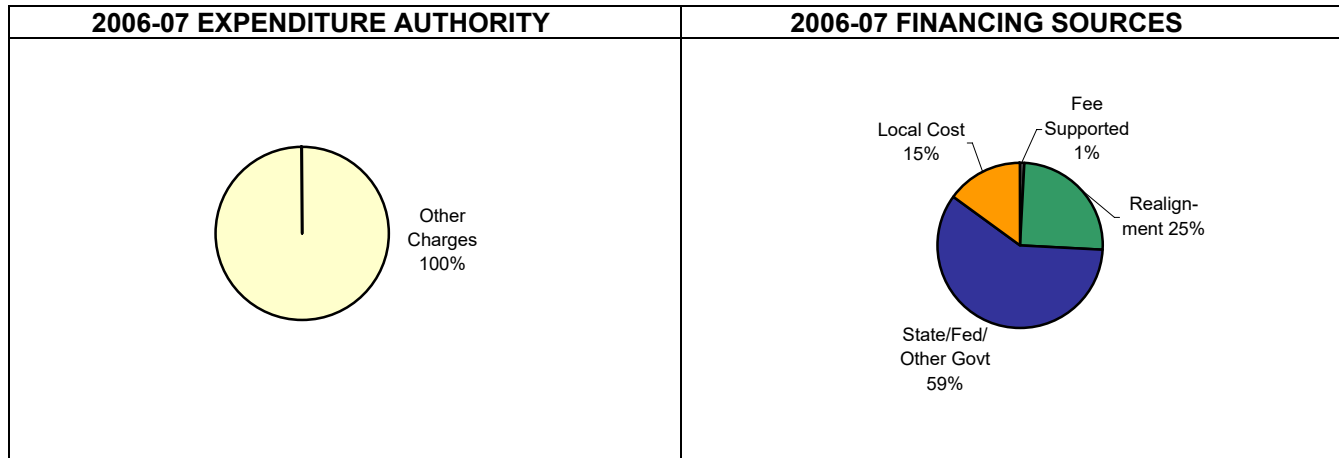 2006-07 EXPENDITURE AUTHORITY
2006-07 FINANCING SOURCES
Other
Charges
100%
Fee
Supported
1%
Local Cost
15%
Realign-
ment 25%
State/Fed/
Other Govt
59%